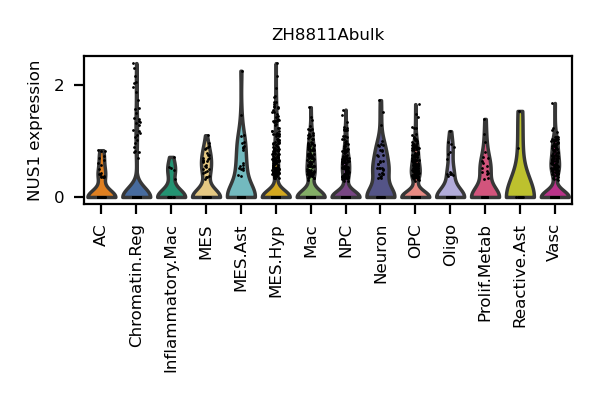 ZH8811Abulk
NUS1 expression
2
0
AC
Chromatin.Reg
Inflammatory.Mac
MES
MES.Ast
MES.Hyp
Mac
NPC
Neuron
OPC
Oligo
Prolif.Metab
Reactive.Ast
Vasc